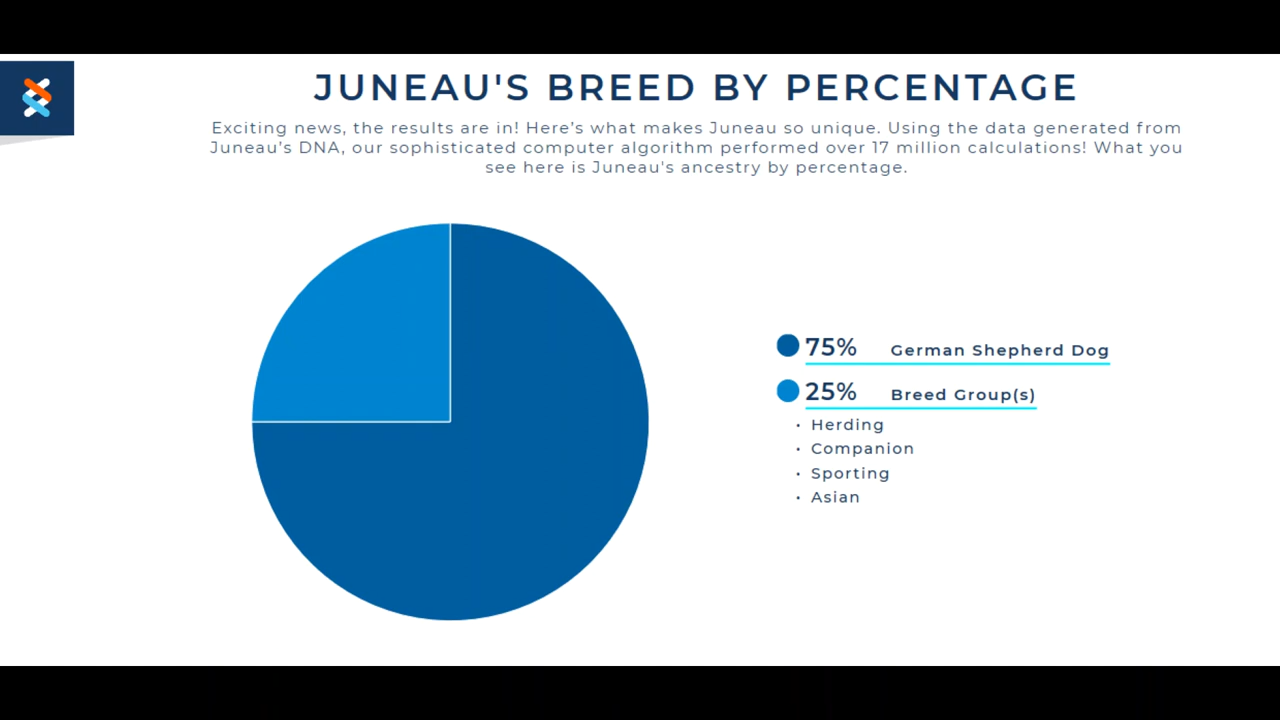 JUNEAU'S BREED BY PERCENTAGE
Exciting news, the results are in! Here's what makes Juneau so unique. Using the data generated from
Juneau's DNA, our sophisticated computer algorithm performed over 17 million calculations! What you
see here is Juneau's ancestry by percentage.
75% German Shepherd Dog
25% Breed Group(s)
• Herding
• Companion
• Sporting
• Asian